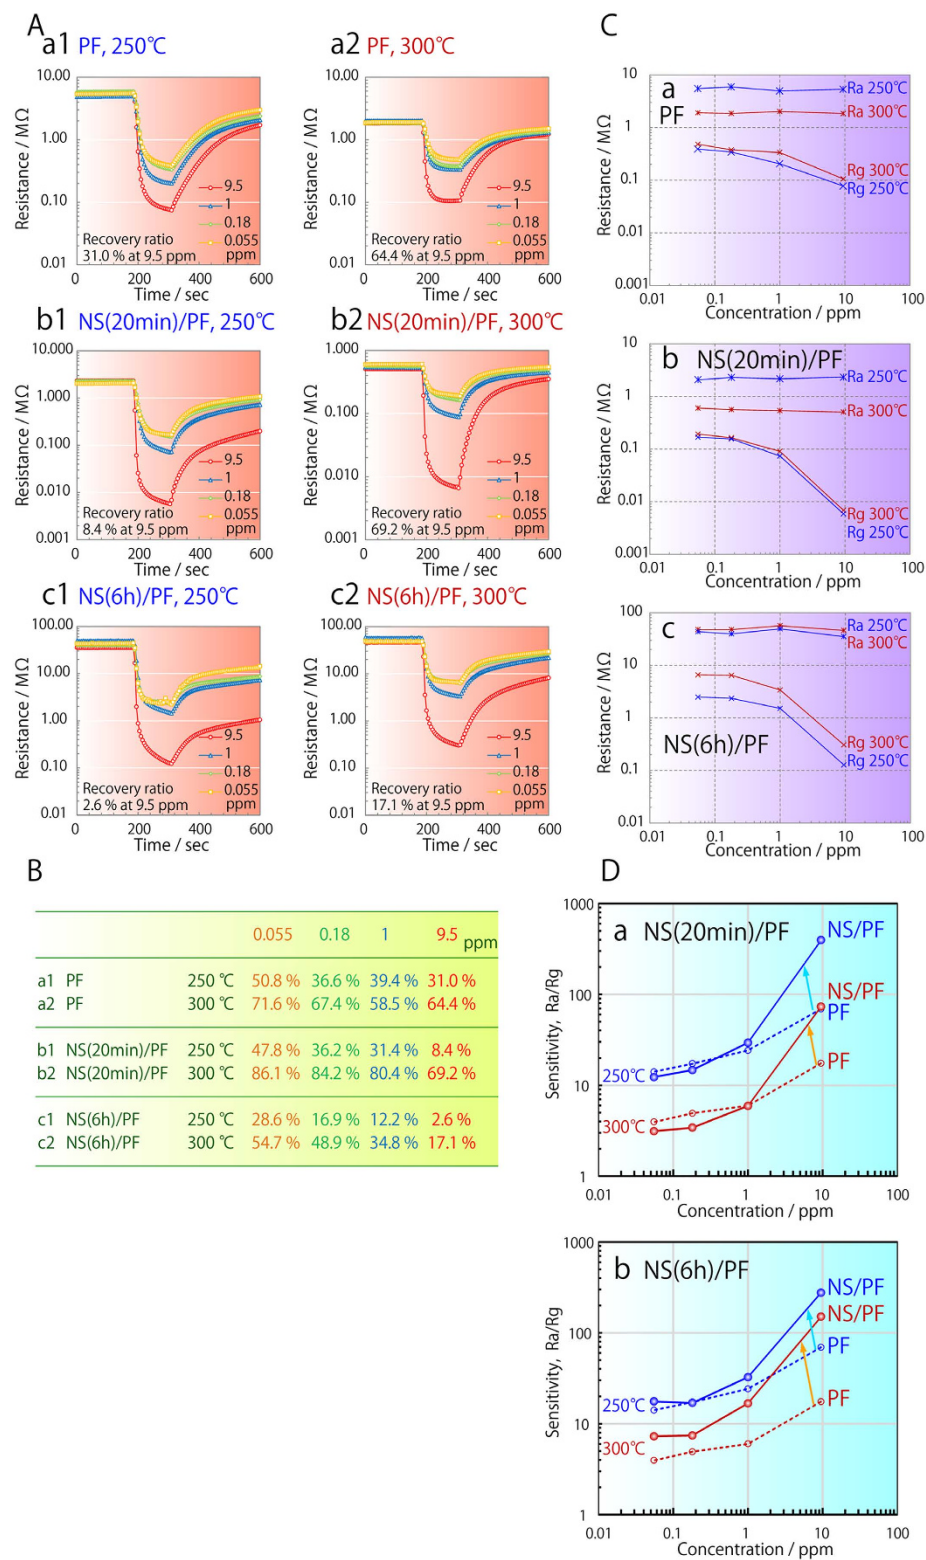 A
a1 PF, 250℃
10.00
1.00
0.10
0.01
Resistance / MΩ
0 200 400 600
Time / sec
9.5
1
0.18
0.055
ppm
Recovery ratio
31.0 % at 9.5 ppm
a2 PF, 300℃
10.00
1.00
0.10
0.01
Resistance / MΩ
0 200 400 600
Time / sec
9.5
1
0.18
0.055
ppm
Recovery ratio
64.4 % at 9.5 ppm
b1 NS(20min)/PF, 250℃
10.000
1.000
0.100
0.010
0.001
Resistance / MΩ
0 200 400 600
Time / sec
9.5
1
0.18
0.055
ppm
Recovery ratio
8.4 % at 9.5 ppm
b2 NS(20min)/PF, 300℃
1.000
0.100
0.010
0.001
Resistance / MΩ
0 200 400 600
Time / sec
9.5
1
0.18
0.055
ppm
Recovery ratio
69.2 % at 9.5 ppm
c1 NS(6h)/PF, 250℃
100.00
10.00
1.00
0.10
0.01
Resistance / MΩ
0 200 400 600
Time / sec
9.5
1
0.18
0.055
ppm
Recovery ratio
2.6 % at 9.5 ppm
c2 NS(6h)/PF, 300℃
100.00
10.00
1.00
0.10
0.01
Resistance / MΩ
0 200 400 600
Time / sec
9.5
1
0.18
0.055
ppm
Recovery ratio
17.1 % at 9.5 ppm
B
0.055 0.18 1 9.5 ppm
a1 PF 250 ℃ 50.8 % 36.6 % 39.4 % 31.0 %
a2 PF 300 ℃ 71.6 % 67.4 % 58.5 % 64.4 %
b1 NS(20min)/PF 250 ℃ 47.8 % 36.2 % 31.4 % 8.4 %
b2 NS(20min)/PF 300 ℃ 86.1 % 84.2 % 80.4 % 69.2 %
c1 NS(6h)/PF 250 ℃ 28.6 % 16.9 % 12.2 % 2.6 %
c2 NS(6h)/PF 300 ℃ 54.7 % 48.9 % 34.8 % 17.1 %
C
a
PF
10
1
0.1
0.01
0.001
Resistance / MΩ
Ra 250℃
Ra 300℃
Rg 300℃
Rg 250℃
0.01 0.1 1 10 100
Concentration / ppm
b NS(20min)/PF
10
1
0.1
0.01
0.001
Resistance / MΩ
Ra 250℃
Ra 300℃
Rg 300℃
Rg 250℃
0.01 0.1 1 10 100
Concentration / ppm
c
NS(6h)/PF
100
10
1
0.1
0.01
Resistance / MΩ
Ra 250℃
Ra 300℃
Rg 300℃
Rg 250℃
0.01 0.1 1 10 100
Concentration / ppm
D
a NS(20min)/PF
1000
100
10
1
Sensitivity, Ra/Rg
NS/PF
NS/PF
PF
PF
250℃
300℃
0.01 0.1 1 10 100
Concentration / ppm
b NS(6h)/PF
1000
100
10
1
Sensitivity, Ra/Rg
NS/PF
NS/PF
PF
PF
250℃
300℃
0.01 0.1 1 10 100
Concentration / ppm